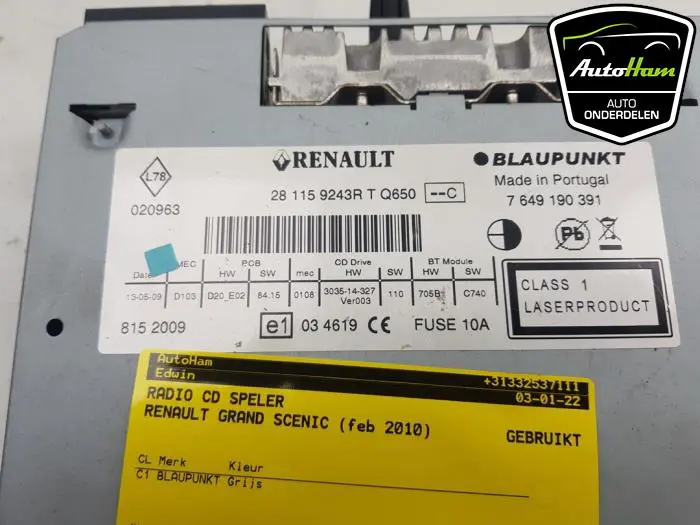 AutoHam
AUTO
ONDERDELEN
L78
020963
RENAULT
28 115 9243R T Q650 --C
BLAUPUNKT
Made in Portugal
7 649 190 391
Pb
Date MEC PCB CD Drive BT Module
HW SW mec HW SW HW SW
13-05-09 D103 D20_E02 84.15 0108 3035-14-327 110 705B C740
Ver003
CLASS 1
LASERPRODUCT
815 2009
e1 03 4619 CE FUSE 10A
AutoHam
Edwin
+31332537111
03-01-22
RADIO CD SPELER
RENAULT GRAND SCENIC (feb 2010)
GEBRUIKT
CL Merk Kleur
C1 BLAUPUNKT Grijs